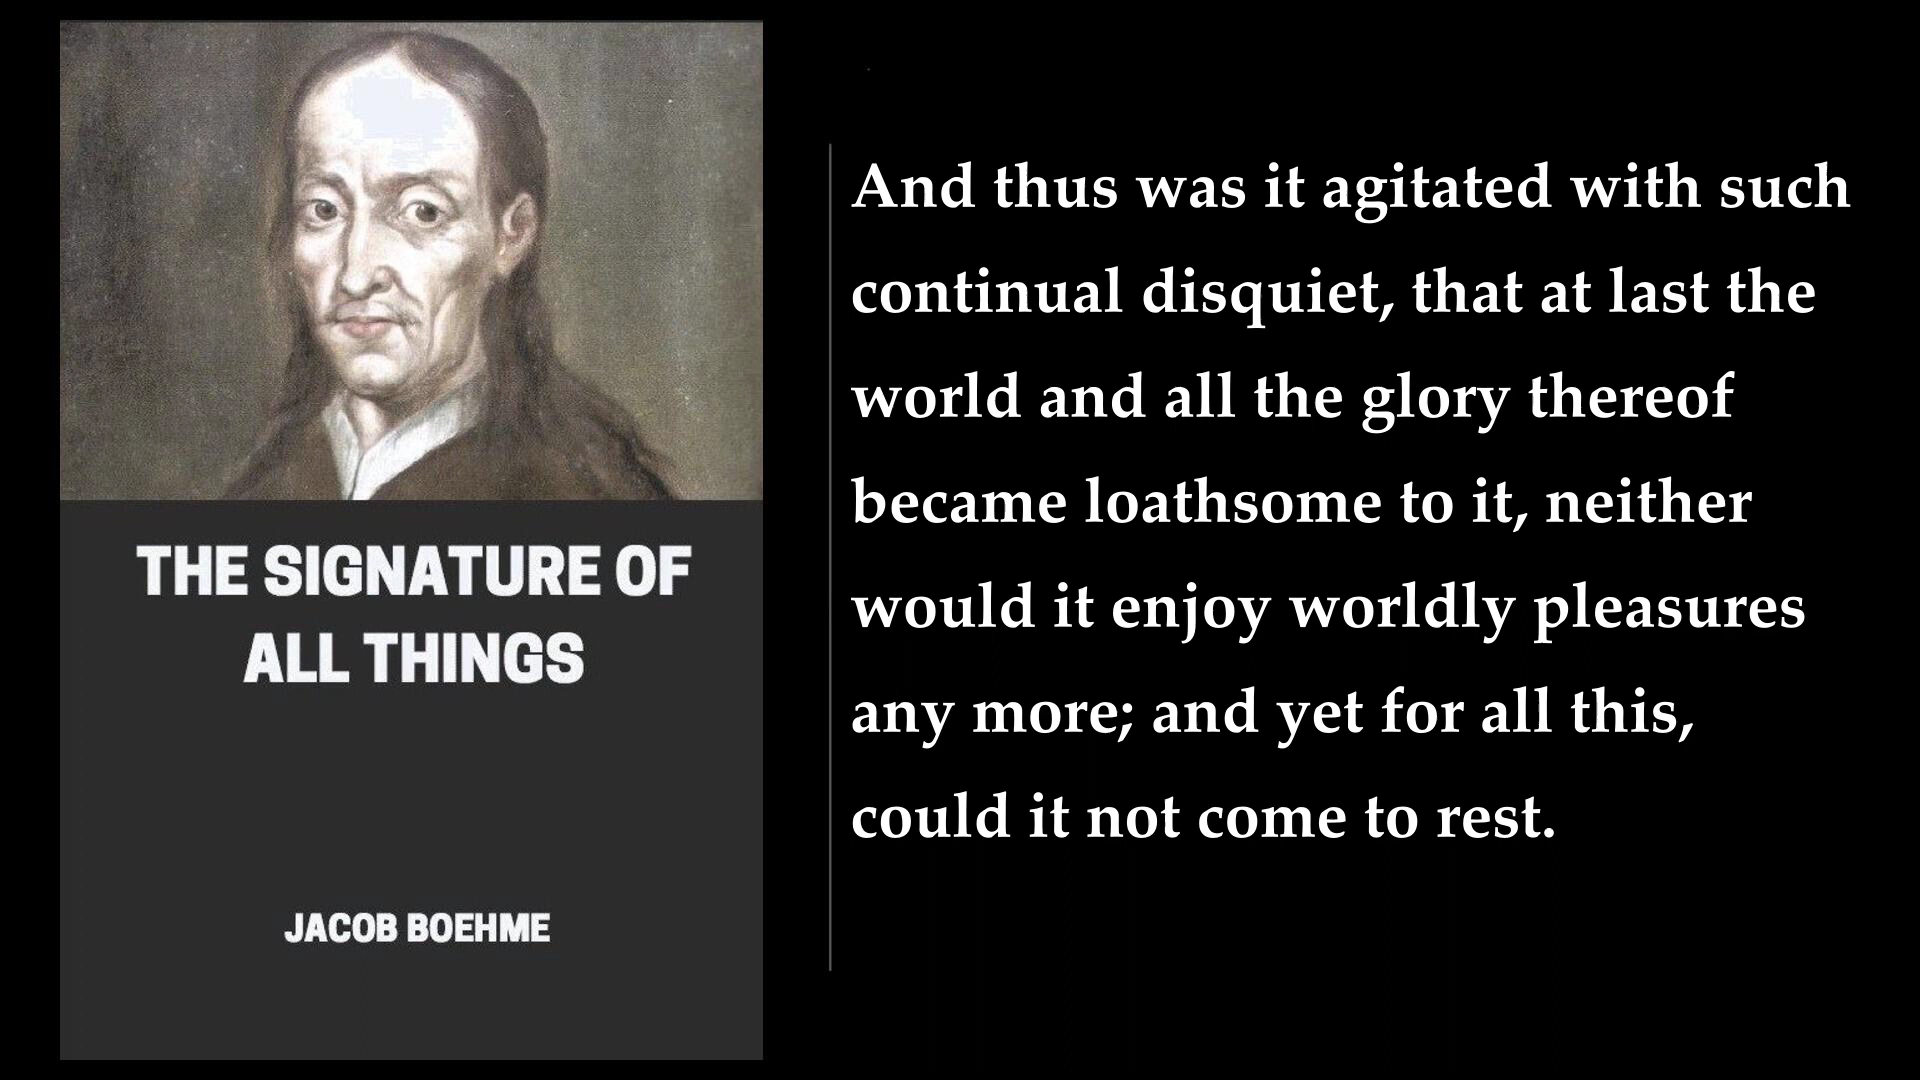 THE SIGNATURE OF
ALL THINGS
JACOB BOEHME
And thus was it agitated with such
continual disquiet, that at last the
world and all the glory thereof
became loathsome to it, neither
would it enjoy worldly pleasures
any more; and yet for all this,
could it not come to rest.